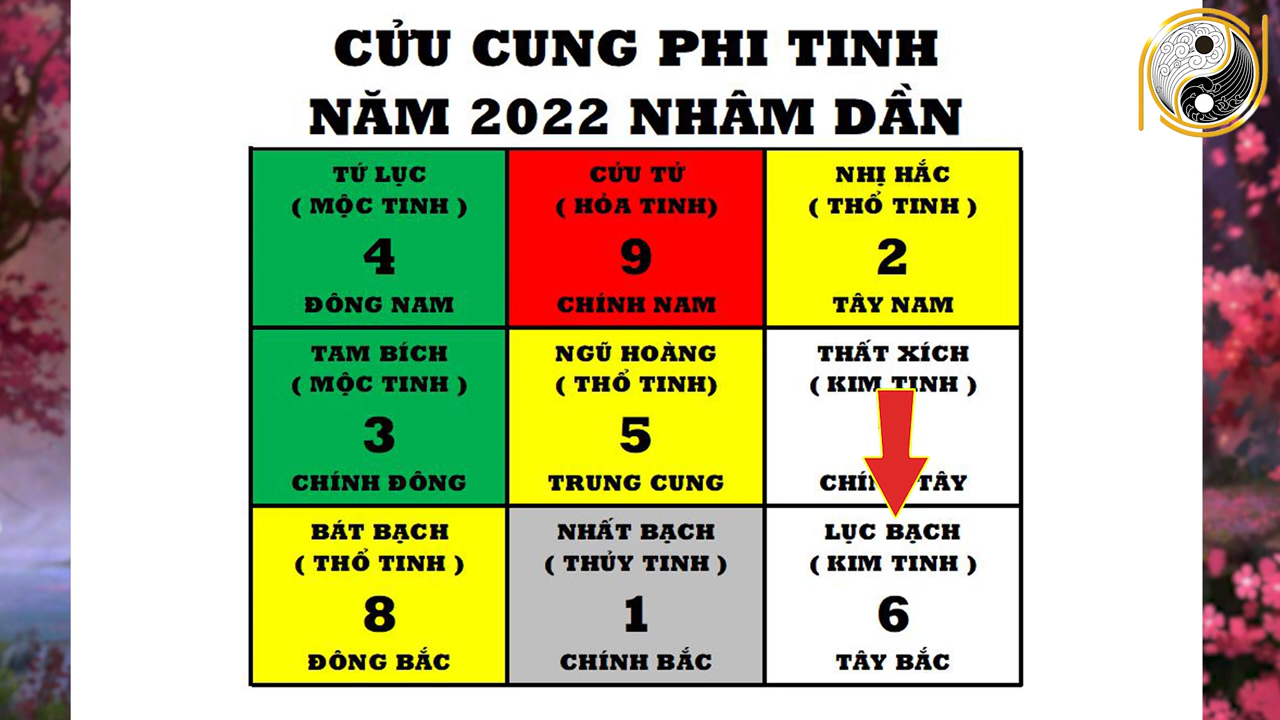 CỬU CUNG PHI TINH
NĂM 2022 NHÂM DẦN
TỨ LỤC
( MỘC TINH )
4
ĐÔNG NAM
CỬU TỬ
( HỎA TINH)
9
CHÍNH NAM
NHỊ HẮC
( THỔ TINH )
2
TÂY NAM
TAM BÍCH
( MỘC TINH )
3
CHÍNH ĐÔNG
NGŨ HOÀNG
( THỔ TINH)
5
TRUNG CUNG
THẤT XÍCH
( KIM TINH )
TÂY
BÁT BẠCH
( THỔ TINH )
8
ĐÔNG BẮC
NHẤT BẠCH
( THỦY TINH )
1
CHÍNH BẮC
LỤC BẠCH
( KIM TINH )
6
TÂY BẮC